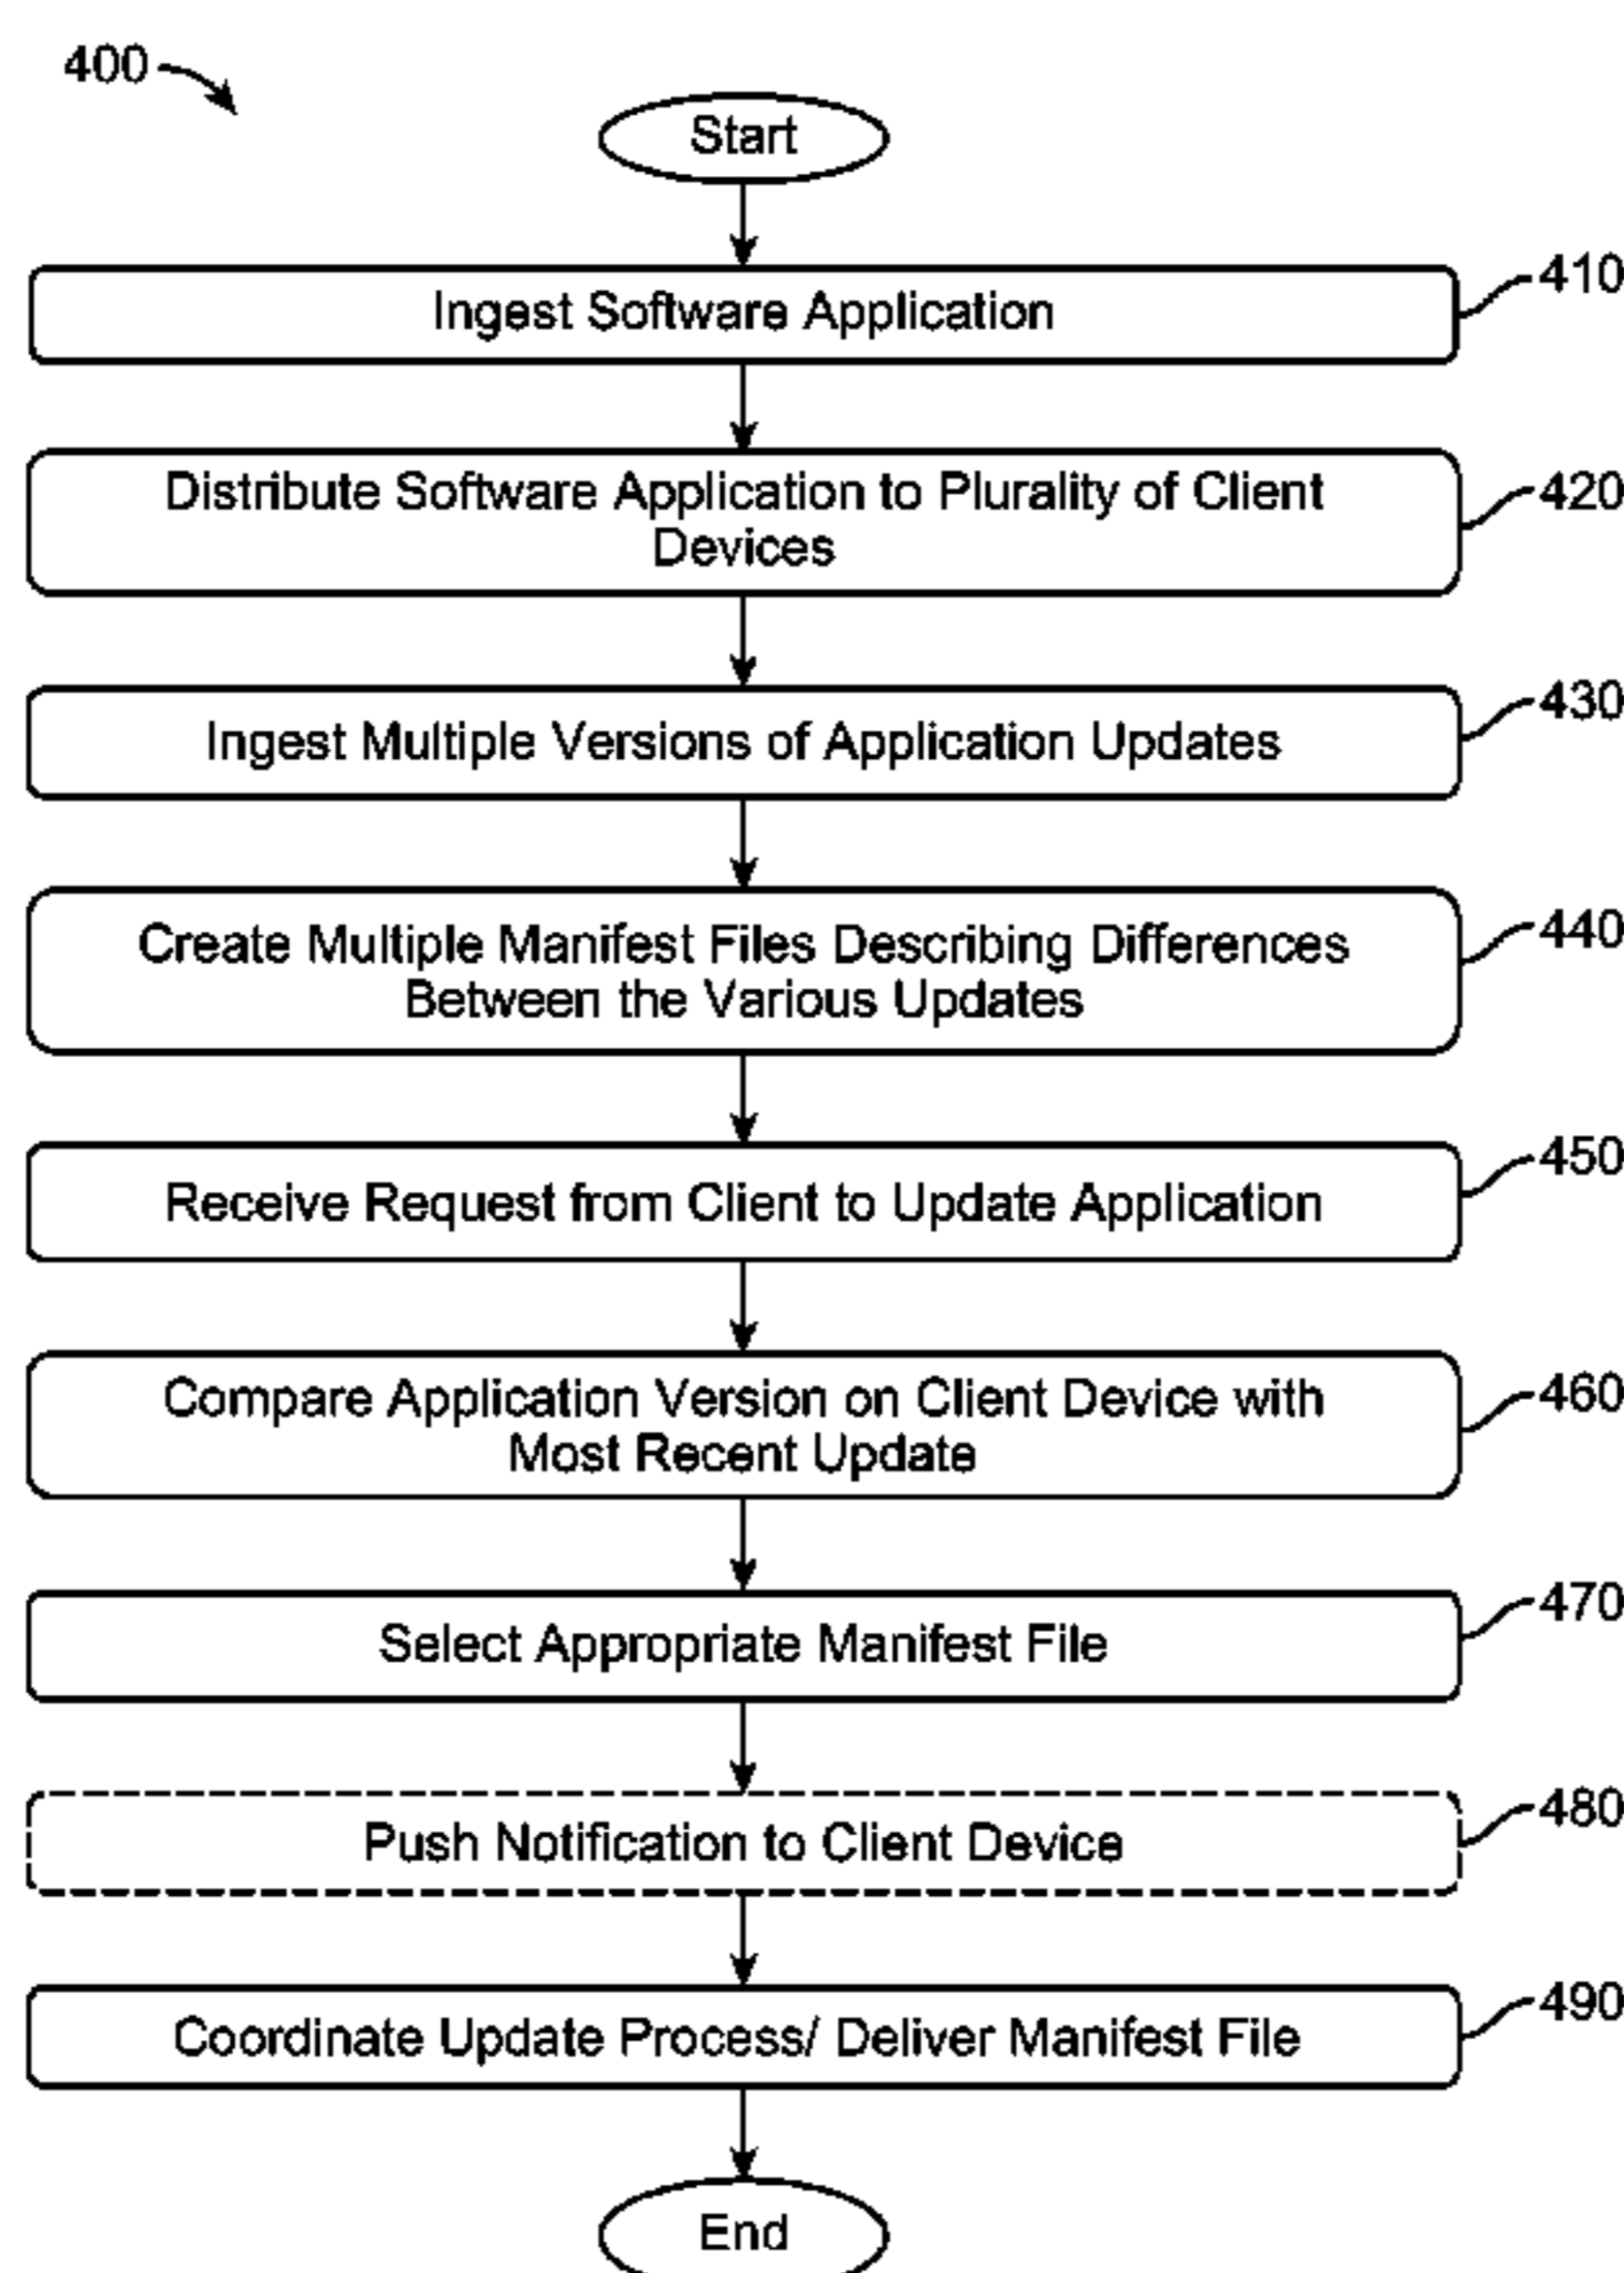 400
Start
Ingest Software Application
410
Distribute Software Application to Plurality of Client
Devices
420
Ingest Multiple Versions of Application Updates
430
Create Multiple Manifest Files Describing Differences
Between the Various Updates
440
Receive Request from Client to Update Application
450
Compare Application Version on Client Device with
Most Recent Update
460
Select Appropriate Manifest File
470
Push Notification to Client Device
480
Coordinate Update Process/ Deliver Manifest File
490
End